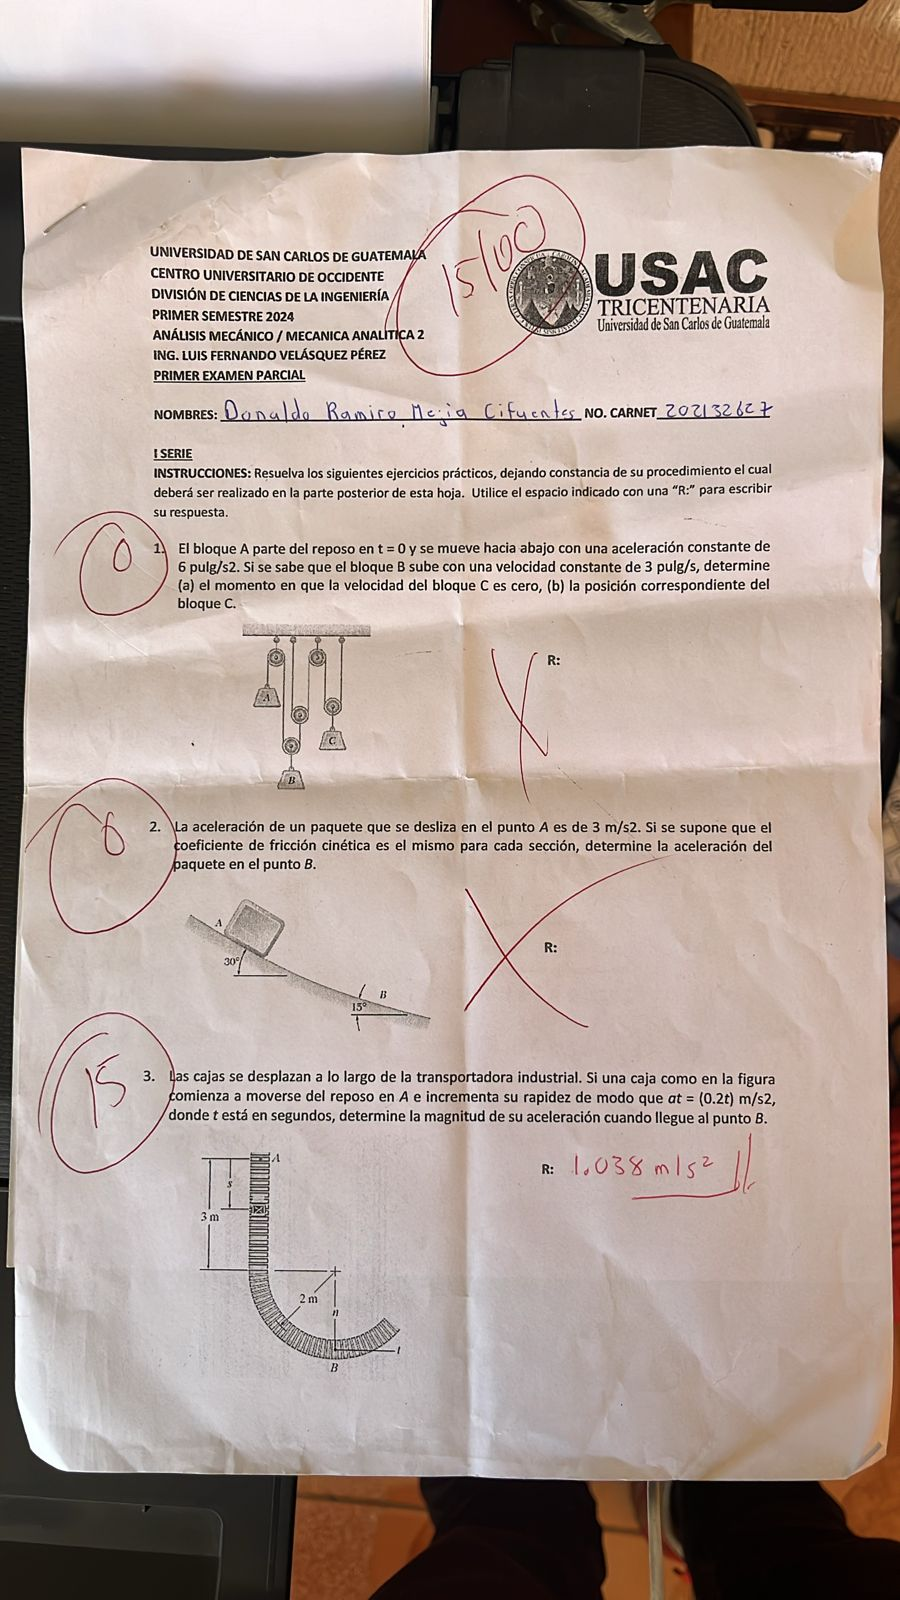 15/100
UNIVERSIDAD DE SAN CARLOS DE GUATEMALA
CENTRO UNIVERSITARIO DE OCCIDENTE
DIVISIÓN DE CIENCIAS DE LA INGENIERÍA
PRIMER SEMESTRE 2024
ANÁLISIS MECÁNICO / MECANICA ANALITICA 2
ING. LUIS FERNANDO VELÁSQUEZ PÉREZ
PRIMER EXAMEN PARCIAL
USAC
TRICENTENARIA
Universidad de San Carlos de Guatemala
NOMBRES: Donaldo Ramiro Mejia Cifuentes NO. CARNET 202132627
I SERIE
INSTRUCCIONES: Resuelva los siguientes ejercicios prácticos, dejando constancia de su procedimiento el cual
deberá ser realizado en la parte posterior de esta hoja. Utilice el espacio indicado con una "R:" para escribir
su respuesta.
0
1. El bloque A parte del reposo en t = 0 y se mueve hacia abajo con una aceleración constante de
6 pulg/s2. Si se sabe que el bloque B sube con una velocidad constante de 3 pulg/s, determine
(a) el momento en que la velocidad del bloque C es cero, (b) la posición correspondiente del
bloque C.
R:
A
C
B
2. La aceleración de un paquete que se desliza en el punto A es de 3 m/s2. Si se supone que el
coeficiente de fricción cinética es el mismo para cada sección, determine la aceleración del
paquete en el punto B.
A
30°
R:
B
15°
15
3. Las cajas se desplazan a lo largo de la transportadora industrial. Si una caja como en la figura
comienza a moverse del reposo en A e incrementa su rapidez de modo que at = (0.2t) m/s2,
donde t está en segundos, determine la magnitud de su aceleración cuando llegue al punto B.
A
s
3 m
R: 1.038 m/s²
2 m
n
t
B